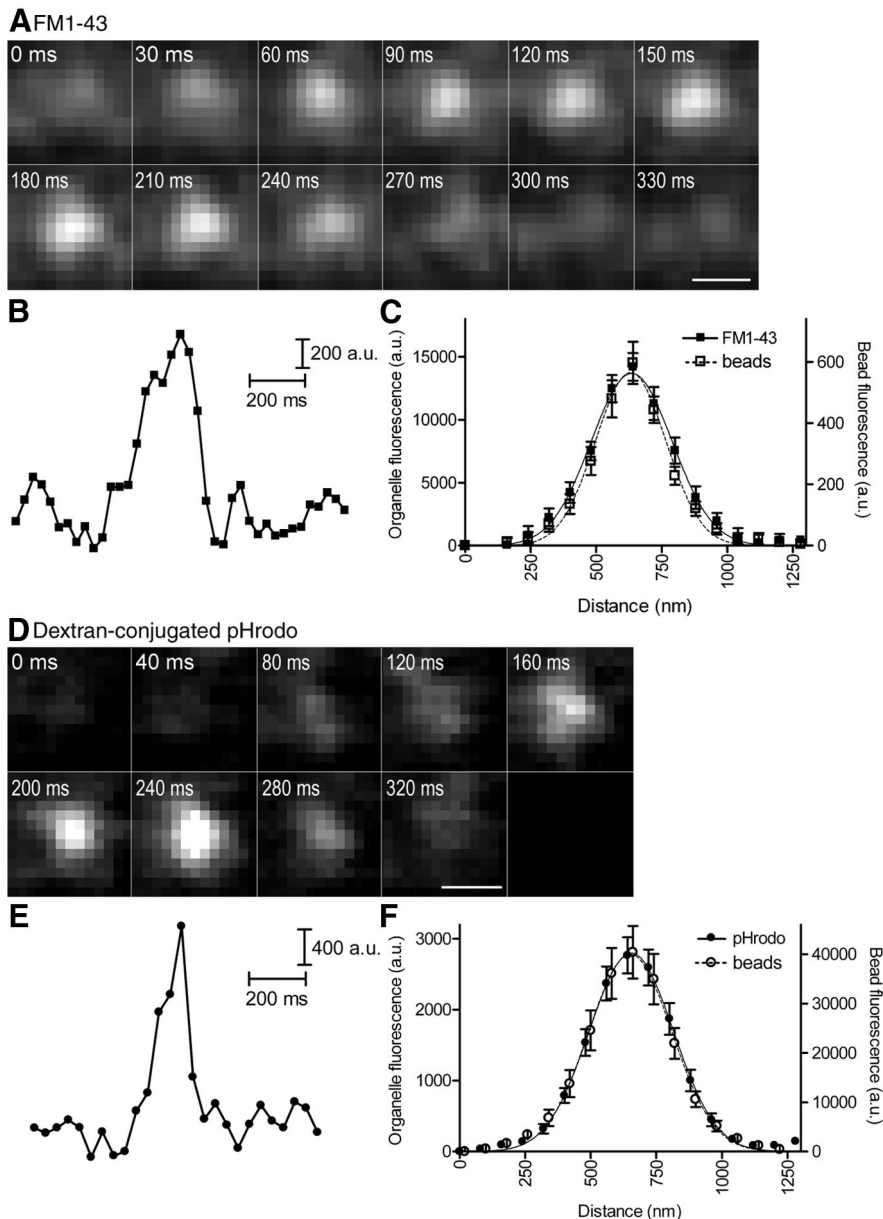 A FM1-43
0 ms 30 ms 60 ms 90 ms 120 ms 150 ms
180 ms 210 ms 240 ms 270 ms 300 ms 330 ms
B
200 a.u.
200 ms
C
FM1-43
beads
Organelle fluorescence (a.u.)
15000
10000
5000
0
Bead fluorescence (a.u.)
600
400
200
0
0 250 500 750 1000 1250
Distance (nm)
D Dextran-conjugated pHrodo
0 ms 40 ms 80 ms 120 ms 160 ms
200 ms 240 ms 280 ms 320 ms
E
400 a.u.
200 ms
F
pHrodo
beads
Organelle fluorescence (a.u.)
3000
2000
1000
0
Bead fluorescence (a.u.)
40000
30000
20000
10000
0
0 250 500 750 1000 1250
Distance (nm)